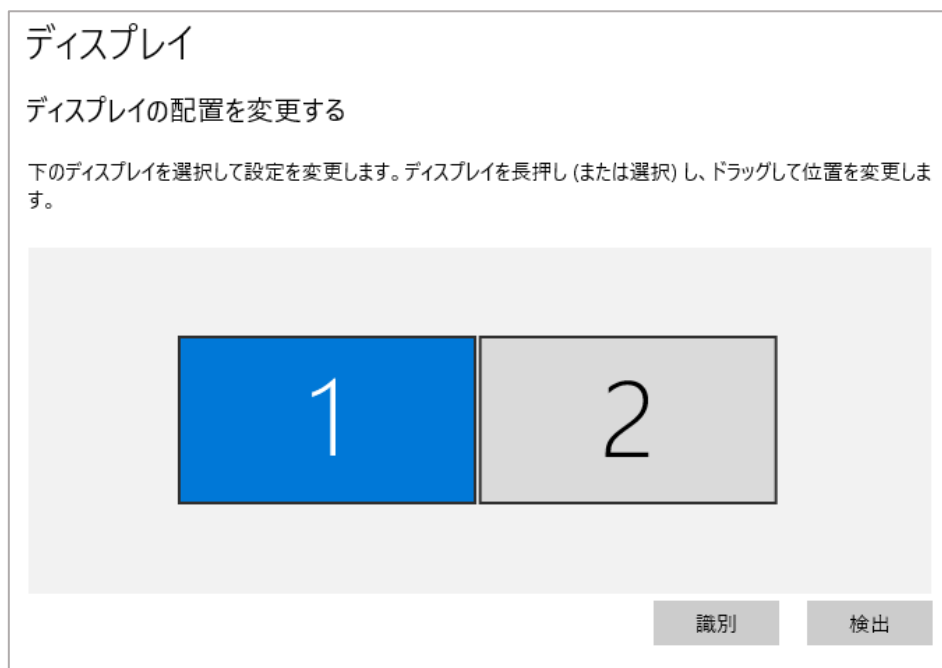 ディスプレイ
ディスプレイの配置を変更する
下のディスプレイを選択して設定を変更します。ディスプレイを長押し (または選択) し、ドラッグして位置を変更しま
す。
1
2
識別
検出